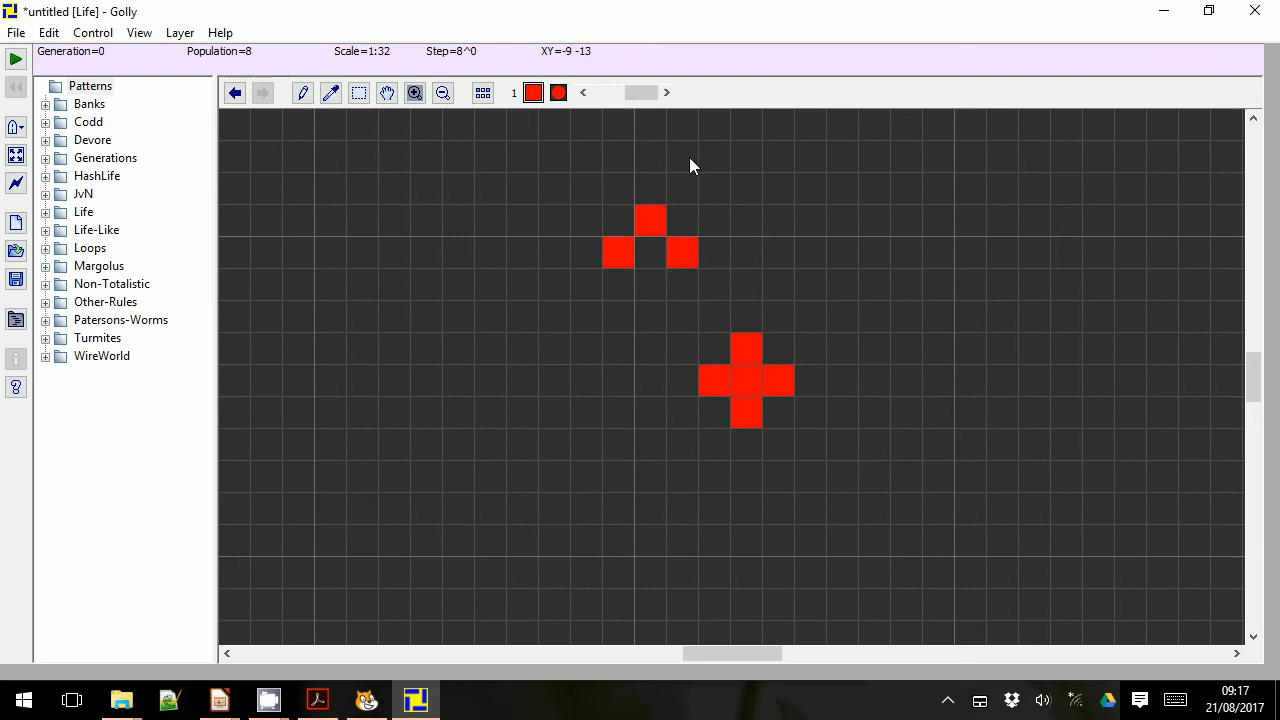 *untitled [Life] - Golly
File Edit Control View Layer Help
Generation=0 Population=8 Scale=1:32 Step=8^0 XY=-9 -13
Patterns
1
Banks
Codd
Devore
Generations
HashLife
JvN
Life
Life-Like
Loops
Margolus
Non-Totalistic
Other-Rules
Patersons-Worms
Turmites
WireWorld
09:17
21/08/2017